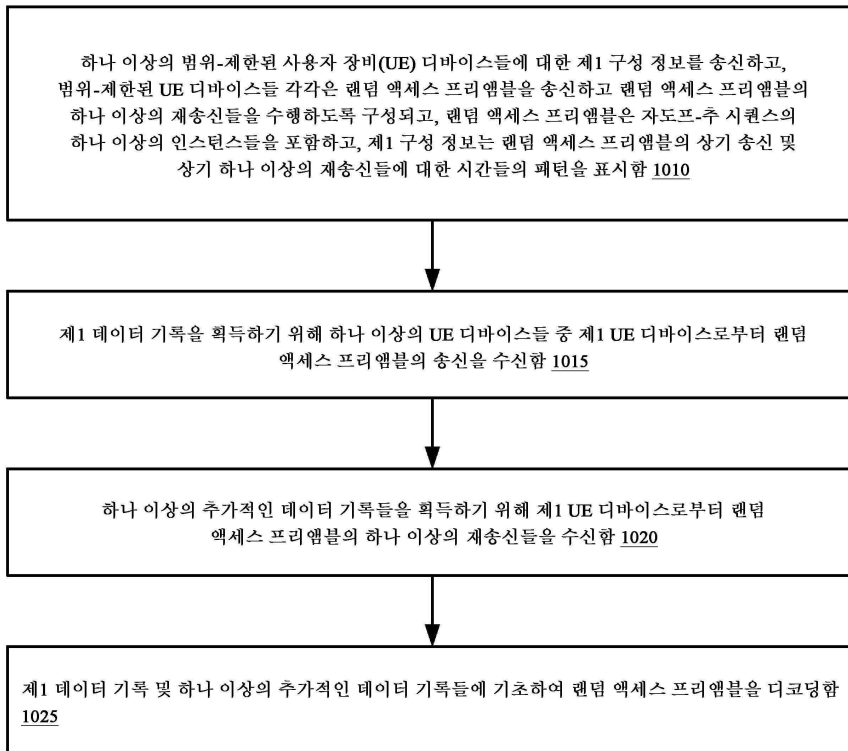 하나 이상의 범위-제한된 사용자 장비(UE) 디바이스들에 대한 제1 구성 정보를 송신하고,
범위-제한된 UE 디바이스들 각각은 랜덤 액세스 프리앰블을 송신하고 랜덤 액세스 프리앰블의
하나 이상의 재송신들을 수행하도록 구성되고, 랜덤 액세스 프리앰블은 자도프-추 시퀀스의
하나 이상의 인스턴스들을 포함하고, 제1 구성 정보는 랜덤 액세스 프리앰블의 상기 송신 및
상기 하나 이상의 재송신들에 대한 시간들의 패턴을 표시함 1010
제1 데이터 기록을 획득하기 위해 하나 이상의 UE 디바이스들 중 제1 UE 디바이스로부터 랜덤
액세스 프리앰블의 송신을 수신함 1015
하나 이상의 추가적인 데이터 기록들을 획득하기 위해 제1 UE 디바이스로부터 랜덤
액세스 프리앰블의 하나 이상의 재송신들을 수신함 1020
제1 데이터 기록 및 하나 이상의 추가적인 데이터 기록들에 기초하여 랜덤 액세스 프리앰블을 디코딩함
1025